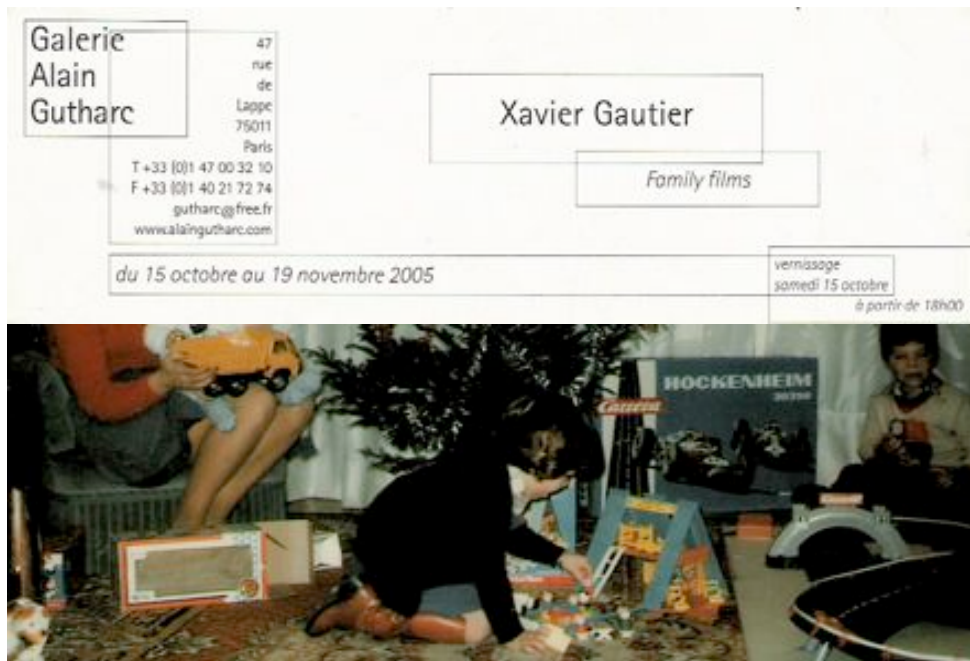 Galerie
Alain
Gutharc
47
rue
de
Lappe
75011
Paris
T +33 (0)1 47 00 32 10
F +33 (0)1 40 21 72 74
gutharc@free.fr
www.alaingutharc.com
Xavier Gautier
Family films
du 15 octobre au 19 novembre 2005
vernissage
samedi 15 octobre
à partir de 18h00
HOCKENHEIM
Carrera